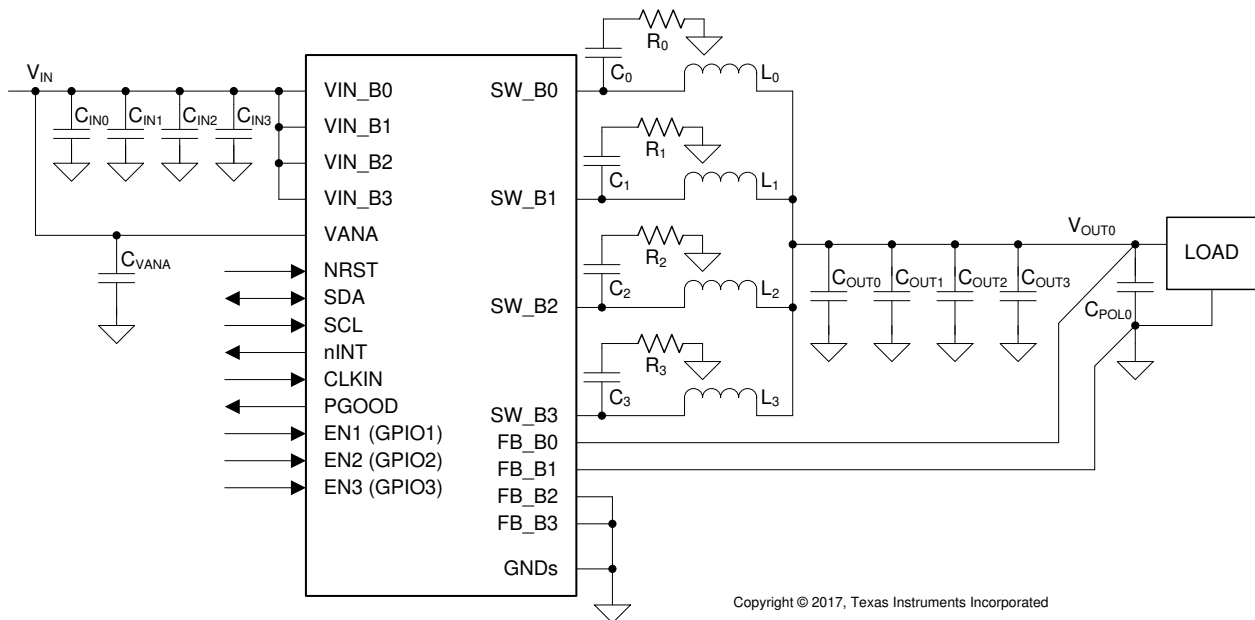 V_IN
C_IN0
C_IN1
C_IN2
C_IN3
C_VANA
VIN_B0
VIN_B1
VIN_B2
VIN_B3
VANA
NRST
SDA
SCL
nINT
CLKIN
PGOOD
EN1 (GPIO1)
EN2 (GPIO2)
EN3 (GPIO3)
SW_B0
SW_B1
SW_B2
SW_B3
FB_B0
FB_B1
FB_B2
FB_B3
GNDs
R_0
C_0
L_0
R_1
C_1
L_1
R_2
C_2
L_2
R_3
C_3
L_3
C_OUT0
C_OUT1
C_OUT2
C_OUT3
V_OUT0
C_POL0
LOAD
Copyright © 2017, Texas Instruments Incorporated